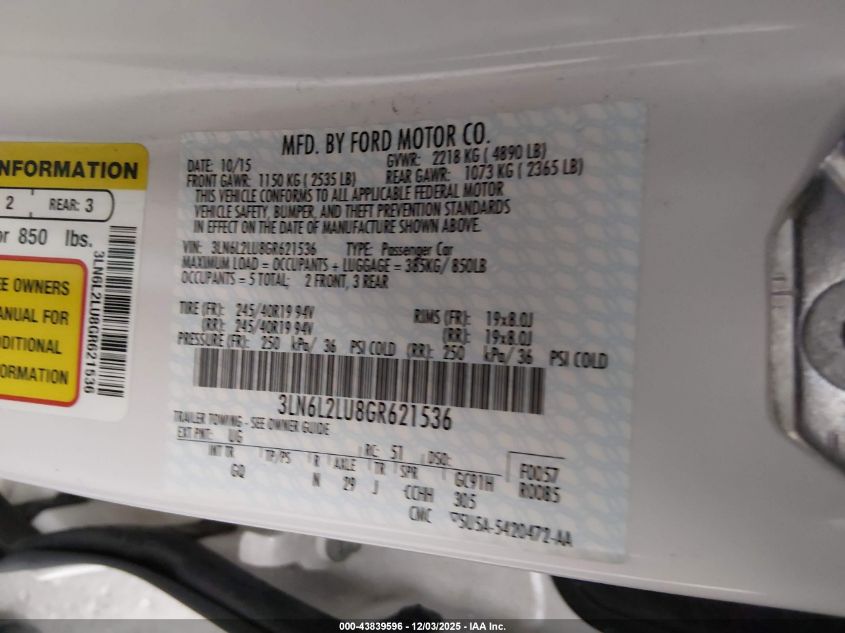 NFORMATION
2 REAR: 3
or 850 lbs.
EE OWNERS
ANUAL FOR
DDITIONAL
FORMATION
3LN6L2LU8GR621536
MFD. BY FORD MOTOR CO.
DATE: 10/15 GVWR: 2218 KG ( 4890 LB)
FRONT GAWR: 1150 KG ( 2535 LB) REAR GAWR: 1073 KG ( 2365 LB)
THIS VEHICLE CONFORMS TO ALL APPLICABLE FEDERAL MOTOR
VEHICLE SAFETY, BUMPER, AND THEFT PREVENTION STANDARDS
IN EFFECT ON THE DATE OF MANUFACTURE SHOWN ABOVE.
VIN: 3LN6L2LU8GR621536 TYPE: Passenger Car
MAXIMUM LOAD = OCCUPANTS + LUGGAGE = 385KG/ 850LB
OCCUPANTS = 5 TOTAL: 2 FRONT, 3 REAR
TIRE (FR): 245/40R19 94V RIMS (FR): 19x8.0J
(RR): 245/40R19 94V (RR): 19x8.0J
PRESSURE (FR): 250 kPa/ 36 PSI COLD (RR): 250 kPa/ 36 PSI COLD
3LN6L2LU8GR621536
TRAILER TOWING - SEE OWNER GUIDE
EXT PNT: UG RC: 51 DSO:
INT TR TP/PS R AXLE TR SPR GC91H F0057
GQ N 29 J CCHH 305 R0085
CMC 5U5A-5420472-AA
000-43839596 - 12/03/2025 - IAA Inc.